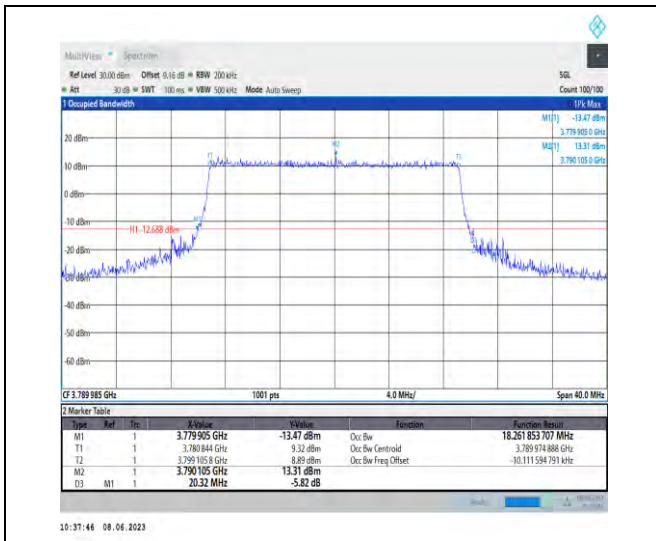 MultiView Spectrum
Ref Level 30.00 dBm Offset 9.16 dB RBW 200 kHz SGL
Att 30 dB SWT 100 ms VBW 500 kHz Mode Auto Sweep Count 100/100
1 Occupied Bandwidth 1Pk Max
M1[1] -13.47 dBm
3.779 905 0 GHz
M2[1] 13.31 dBm
3.790 105 0 GHz
20 dBm
M2
T1
10 dBm
0 dBm
-10 dBm
M1
H1 -12.688 dBm
-20 dBm
-30 dBm
-40 dBm
-50 dBm
-60 dBm
CF 3.789 985 GHz 1001 pts 4.0 MHz/ Span 40.0 MHz
2 Marker Table
Type Ref Trc X-Value Y-Value Function Function Result
M1 1 3.779 905 GHz -13.47 dBm Occ Bw 18.261 853 707 MHz
T1 1 3.780 844 GHz 9.32 dBm Occ Bw Centroid 3.789 974 888 GHz
T2 1 3.799 105 8 GHz 8.89 dBm Occ Bw Freq Offset -10.111 594 791 kHz
M2 1 3.790 105 GHz 13.31 dBm
D3 M1 1 20.32 MHz -5.82 dB
10:37:46 08.06.2023